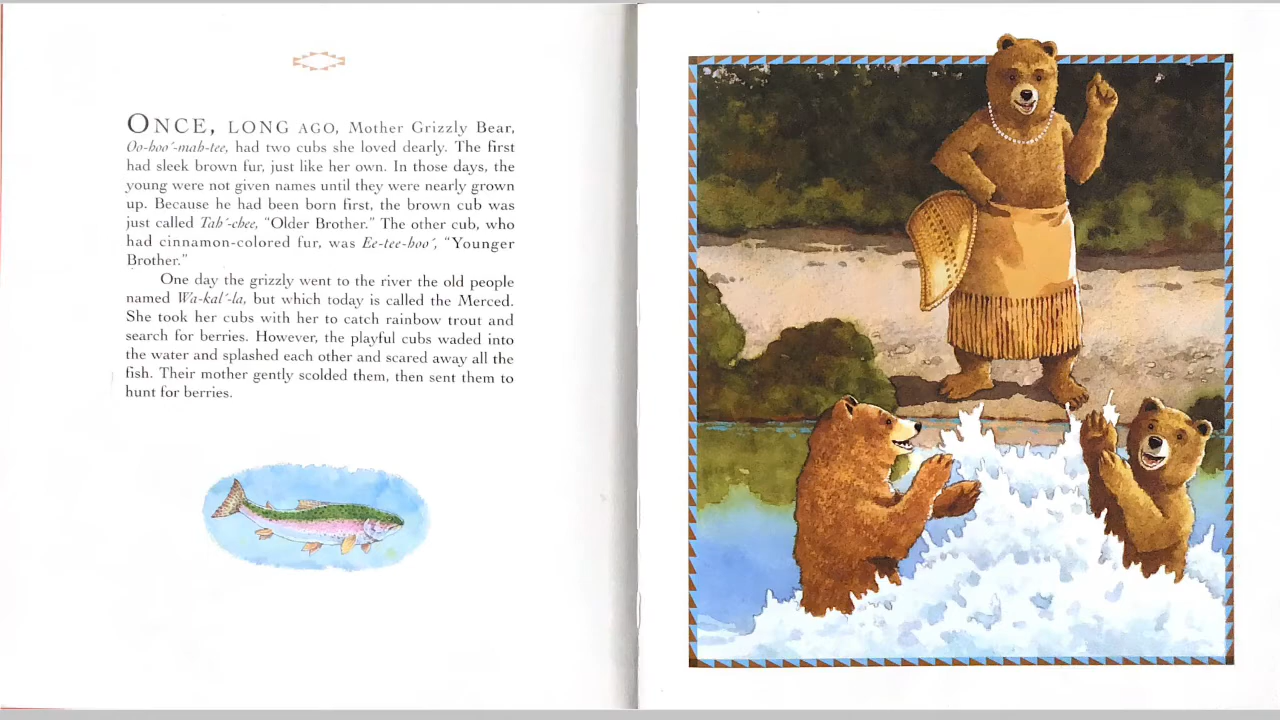 ONCE, LONG AGO, Mother Grizzly Bear,
Oo-hoo´-mah-tee, had two cubs she loved dearly. The first
had sleek brown fur, just like her own. In those days, the
young were not given names until they were nearly grown
up. Because he had been born first, the brown cub was
just called Tah´-chee, “Older Brother.” The other cub, who
had cinnamon-colored fur, was Ee-tee-hoo´, “Younger
Brother.”
One day the grizzly went to the river the old people
named Wa-kal´-la, but which today is called the Merced.
She took her cubs with her to catch rainbow trout and
search for berries. However, the playful cubs waded into
the water and splashed each other and scared away all the
fish. Their mother gently scolded them, then sent them to
hunt for berries.